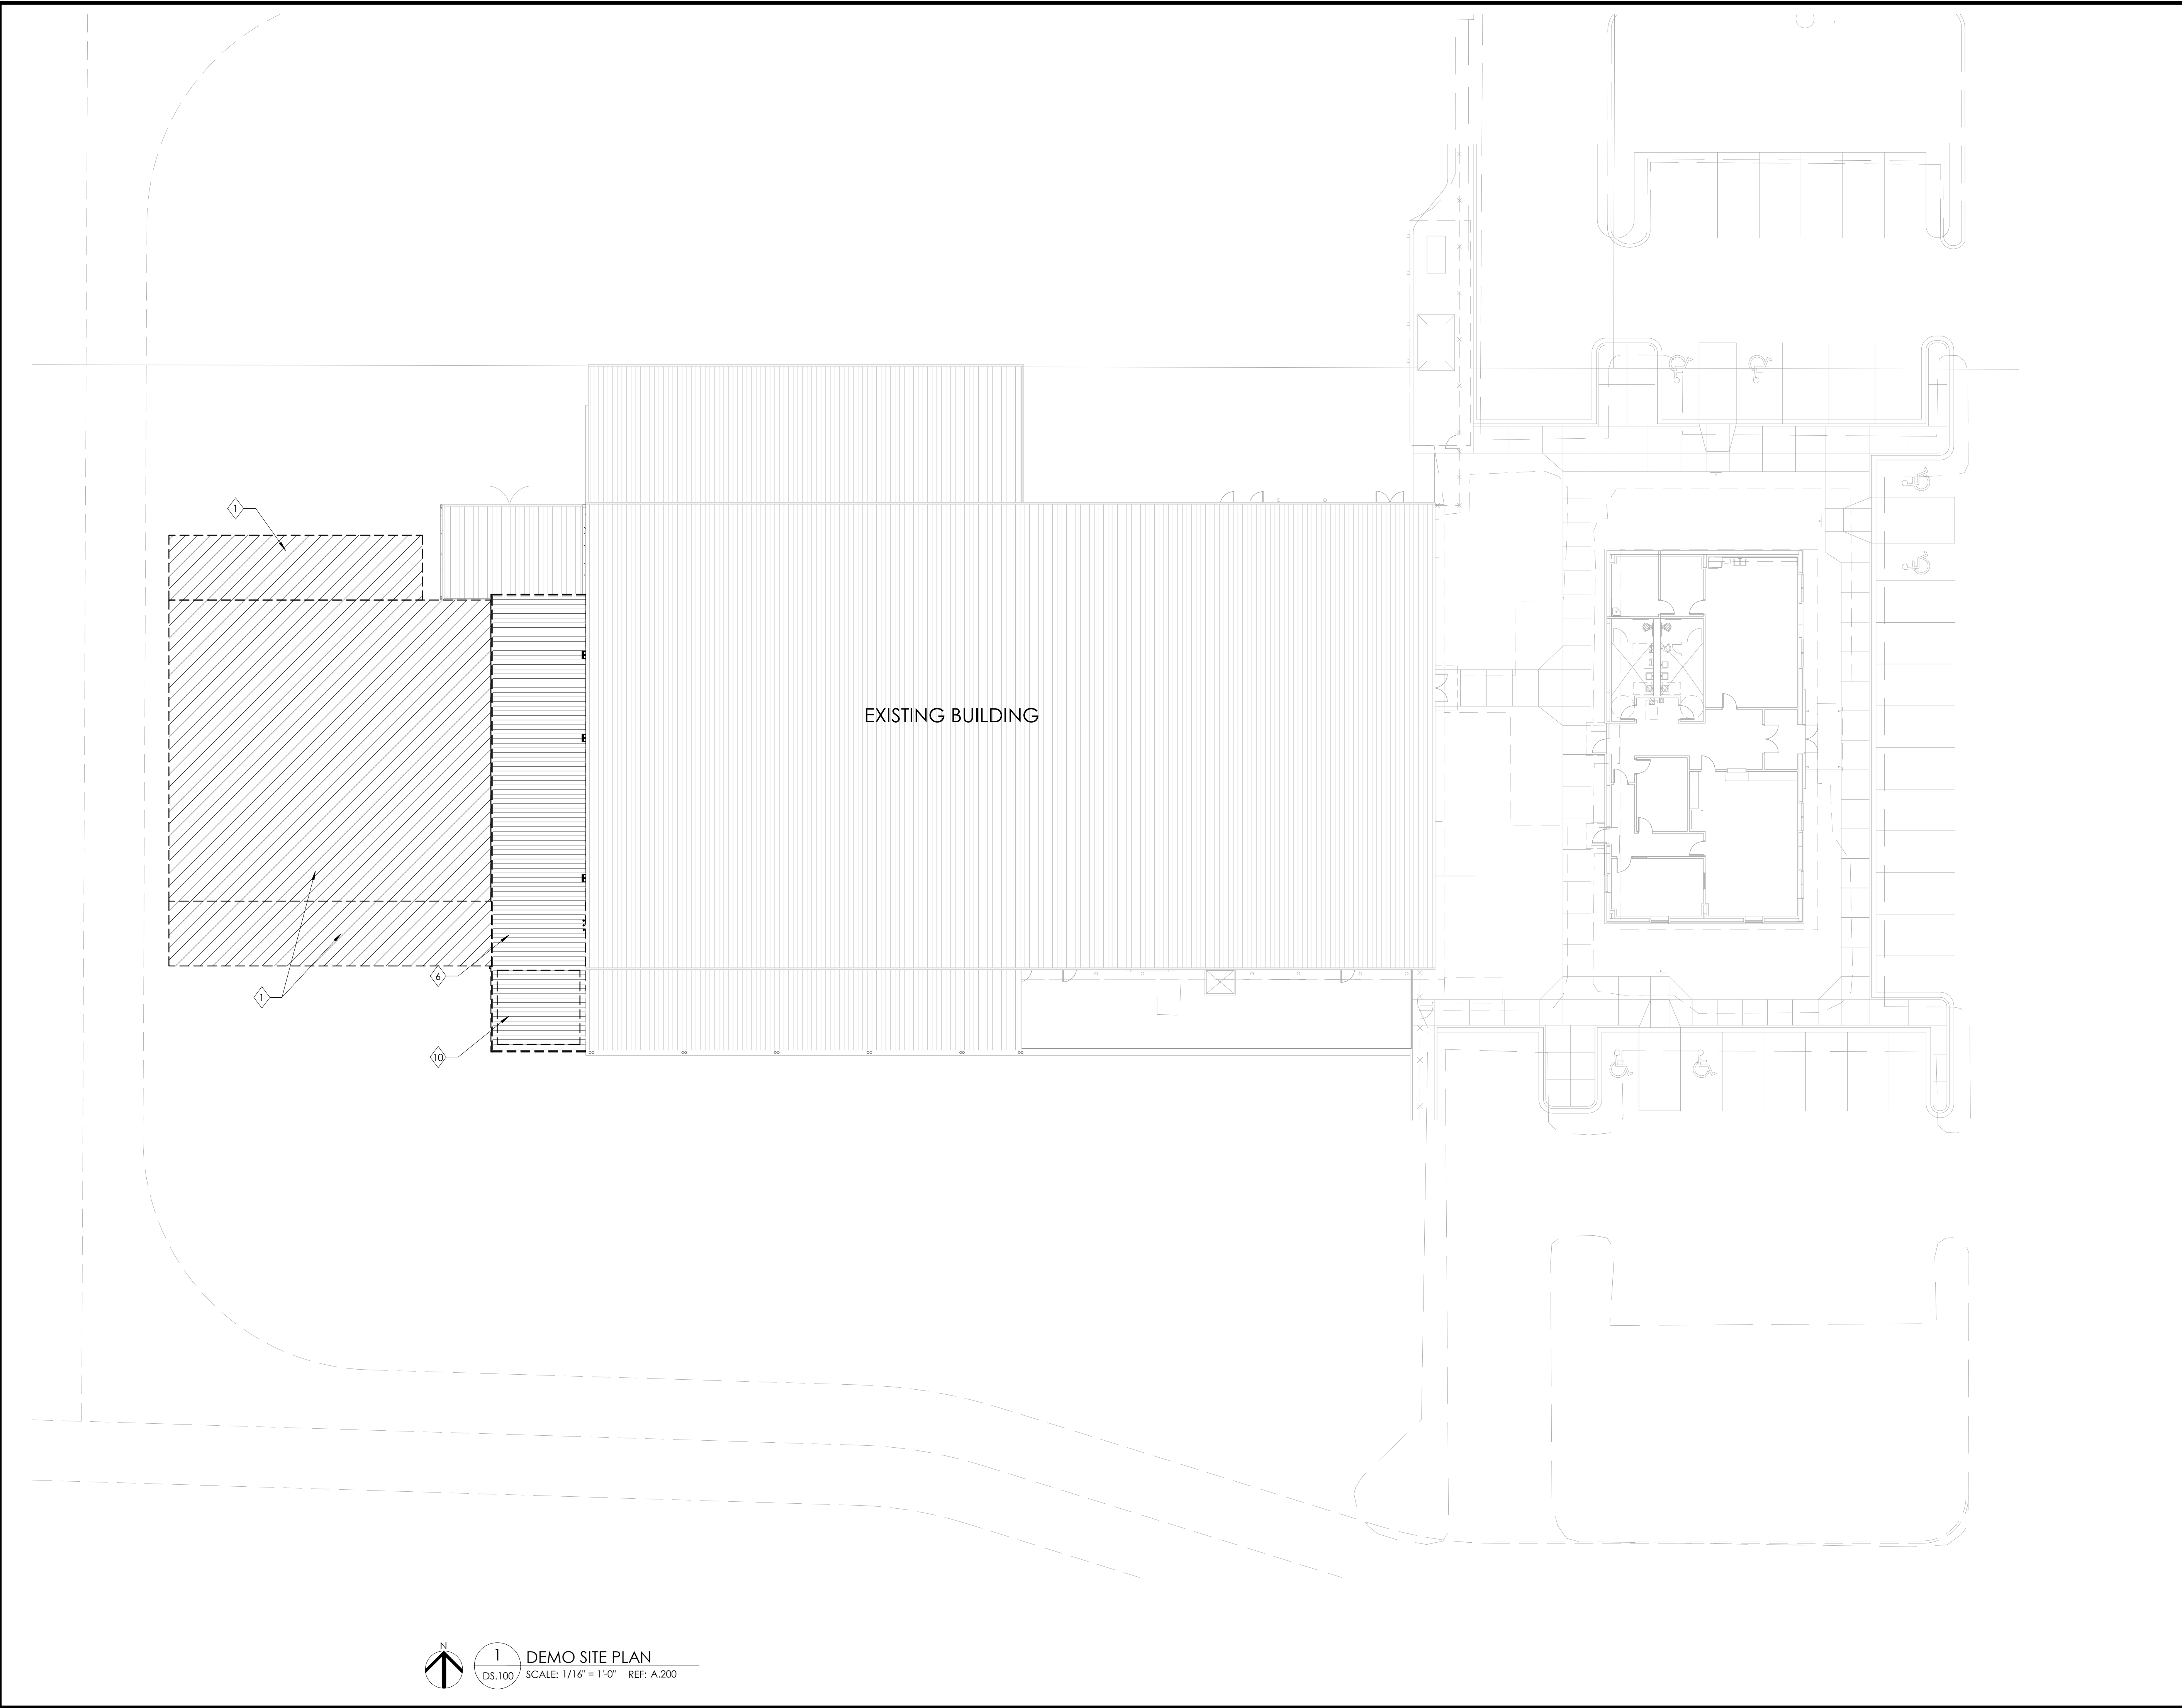 1
EXISTING BUILDING
6
1
10
N
1
DEMO SITE PLAN
DS.100
SCALE: 1/16" = 1'-0" REF: A.200